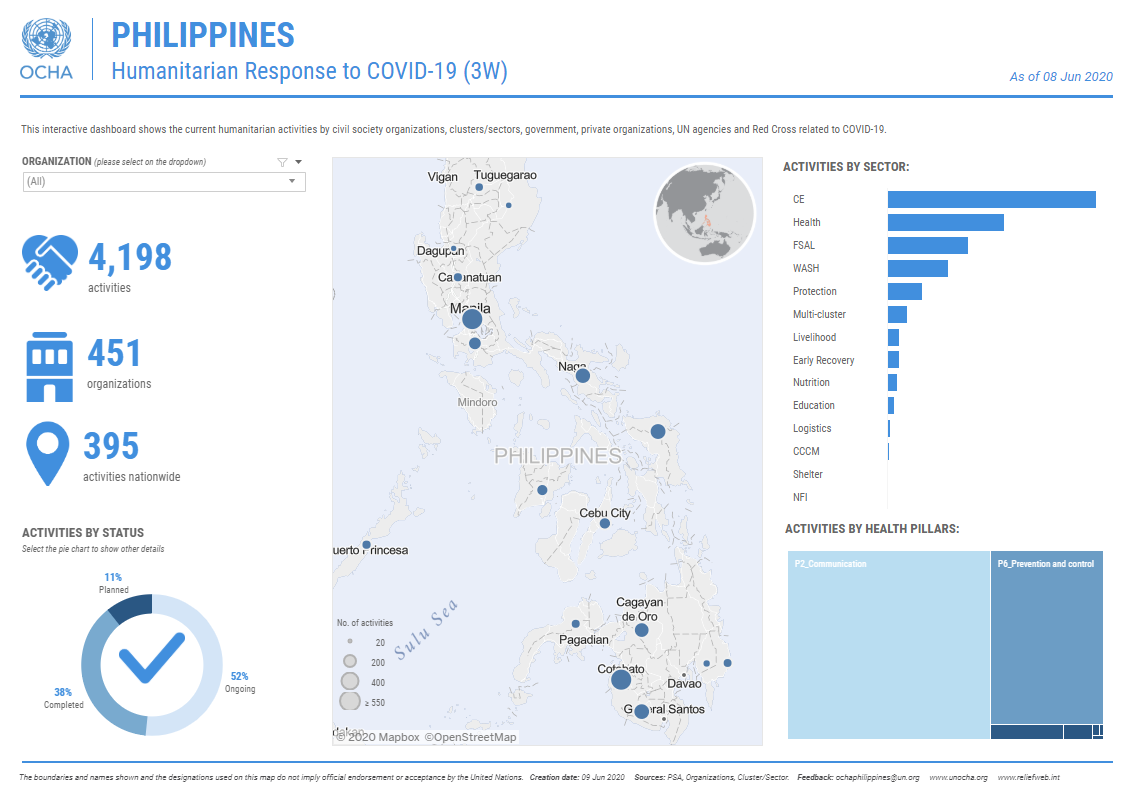 OCHA
PHILIPPINES
Humanitarian Response to COVID-19 (3W)
As of 08 Jun 2020
This interactive dashboard shows the current humanitarian activities by civil society organizations, clusters/sectors, government, private organizations, UN agencies and Red Cross related to COVID-19.
ORGANIZATION (please select on the dropdown)
(All)
4,198
activities
451
organizations
395
activities nationwide
ACTIVITIES BY STATUS
Select the pie chart to show other details
11%
Planned
52%
Ongoing
38%
Completed
Vigan
Tuguegarao
Dagupan
Manila
Naga
Mindoro
PHILIPPINES
Cebu City
uerto Princesa
Sulu Sea
Cagayan
de Oro
Pagadian
Cotabato
Davao
General Santos
No. of activities
20
200
400
≥ 550
© 2020 Mapbox ©OpenStreetMap
ACTIVITIES BY SECTOR:
CE
Health
FSAL
WASH
Protection
Multi-cluster
Livelihood
Early Recovery
Nutrition
Education
Logistics
CCCM
Shelter
NFI
ACTIVITIES BY HEALTH PILLARS:
P2_Communication
P6_Prevention and control
The boundaries and names shown and the designations used on this map do not imply official endorsement or acceptance by the United Nations. Creation date: 09 Jun 2020 Sources: PSA, Organizations, Cluster/Sector. Feedback: ochaphilippines@un.org www.unocha.org www.reliefweb.int